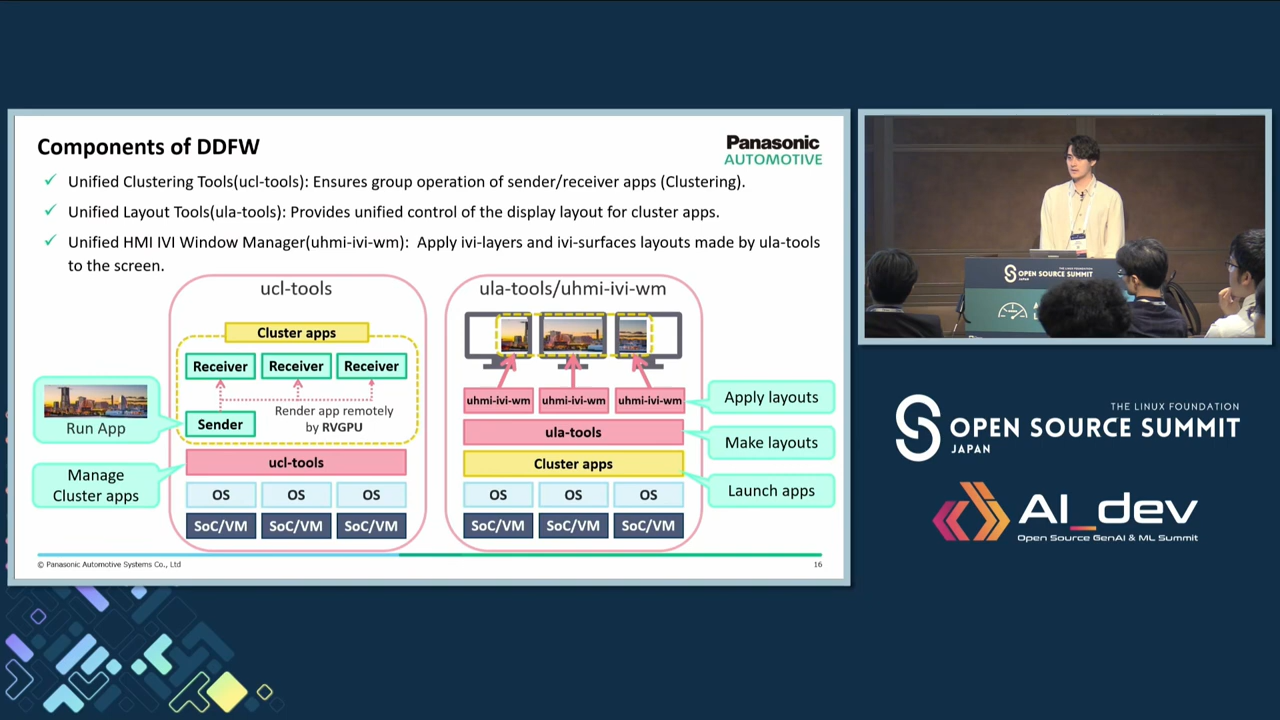 Components of DDFW
Panasonic
AUTOMOTIVE
✓ Unified Clustering Tools(ucl-tools): Ensures group operation of sender/receiver apps (Clustering).
✓ Unified Layout Tools(ula-tools): Provides unified control of the display layout for cluster apps.
✓ Unified HMI IVI Window Manager(uhmi-ivi-wm): Apply ivi-layers and ivi-surfaces layouts made by ula-tools
to the screen.
ucl-tools
Cluster apps
Receiver Receiver Receiver
Render app remotely
by RVGPU
Sender
Run App
ucl-tools
Manage
Cluster apps
OS OS OS
SoC/VM SoC/VM SoC/VM
ula-tools/uhmi-ivi-wm
uhmi-ivi-wm uhmi-ivi-wm uhmi-ivi-wm
Apply layouts
ula-tools
Make layouts
Cluster apps
Launch apps
OS OS OS
SoC/VM SoC/VM SoC/VM
© Panasonic Automotive Systems Co., Ltd
16
THE LINUX FOUNDATION
OPEN SOURCE SUMMIT
JAPAN
THE LINUX FOUNDATION
OPEN SOURCE SUMMIT
JAPAN
AI_dev
Open Source GenAI & ML Summit